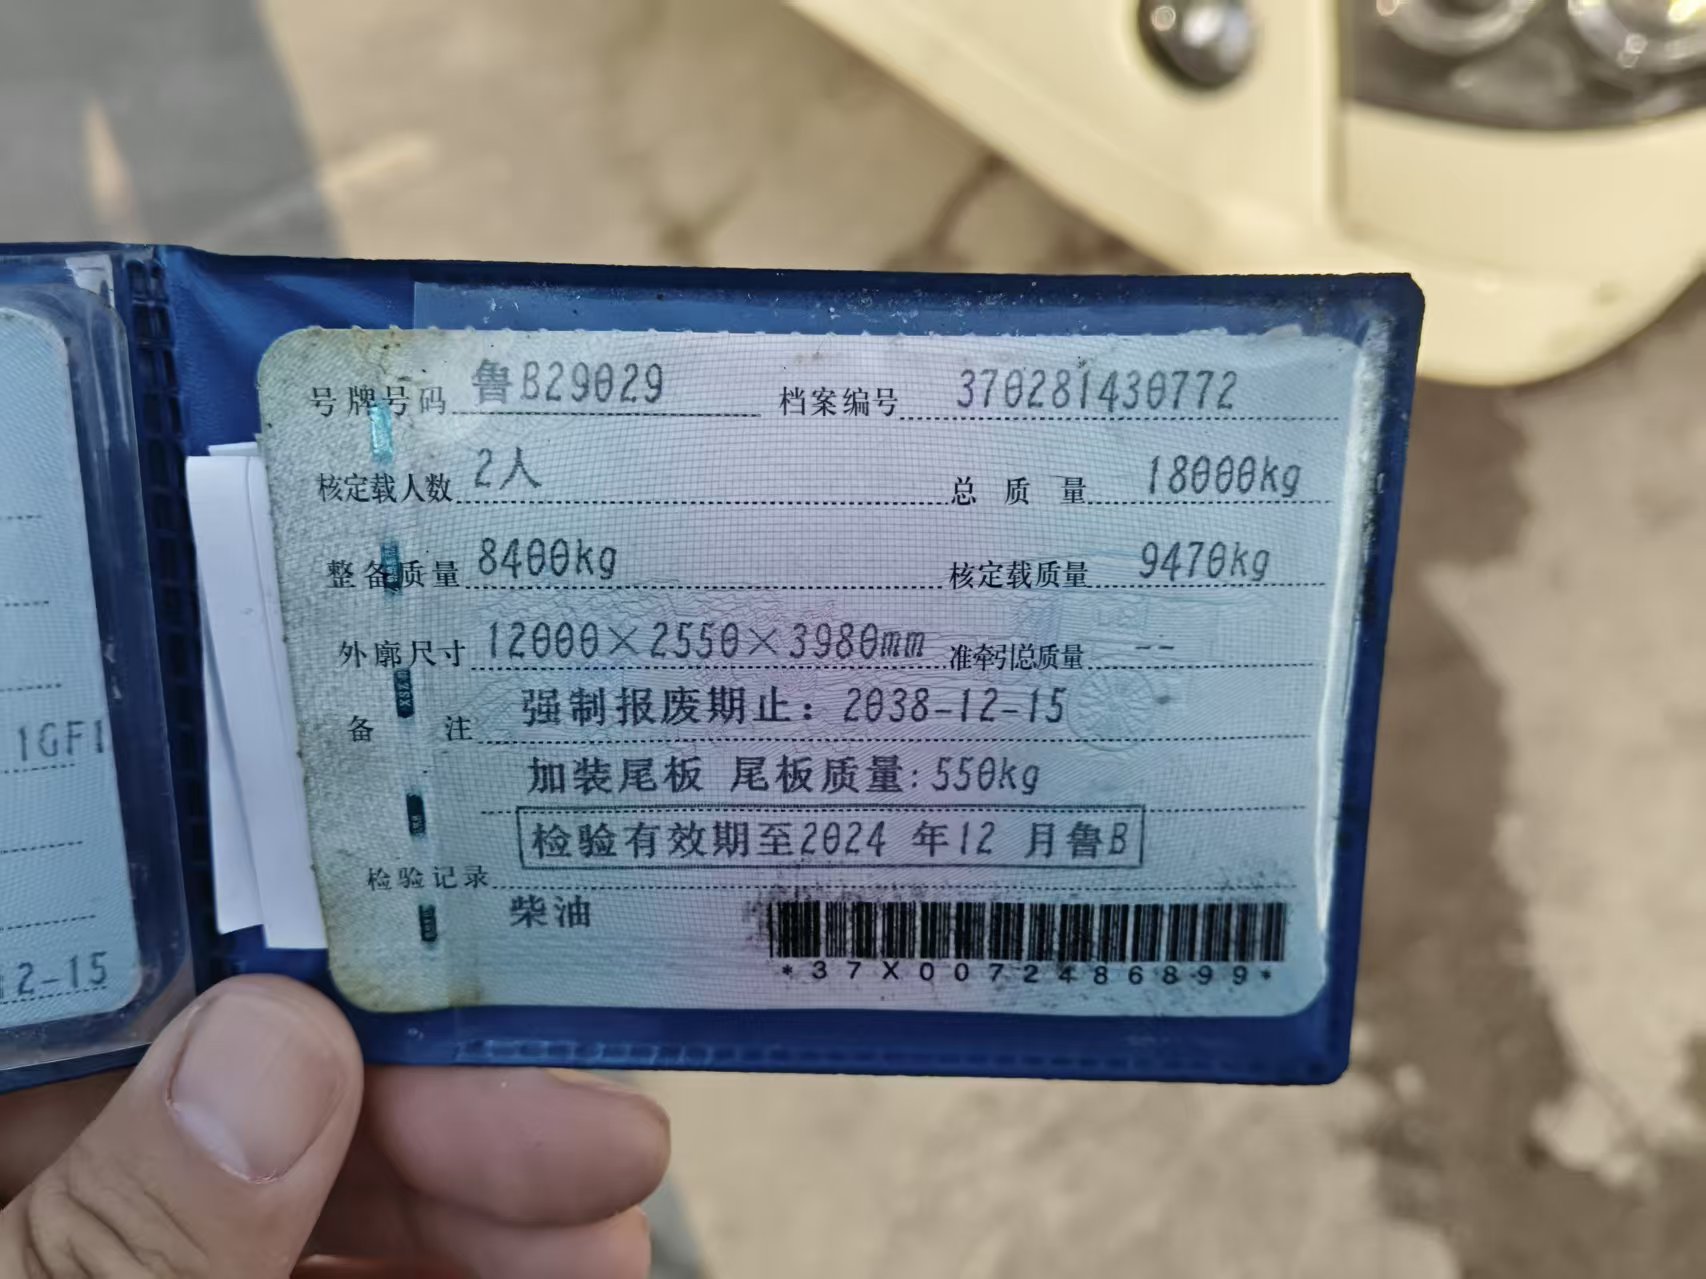 号牌号码 鲁B29029 档案编号 370281430772
核定载人数 2人 总质量 18000kg
整备质量 8400kg 核定载质量 9470kg
外廓尺寸 12000×2550×3980mm 准牵引总质量 --
备注 强制报废期止：2038-12-15
加装尾板 尾板质量:550kg
检验有效期至2024 年12 月鲁B
检验记录
柴油
*37X0072486899*
1GF1
2-15